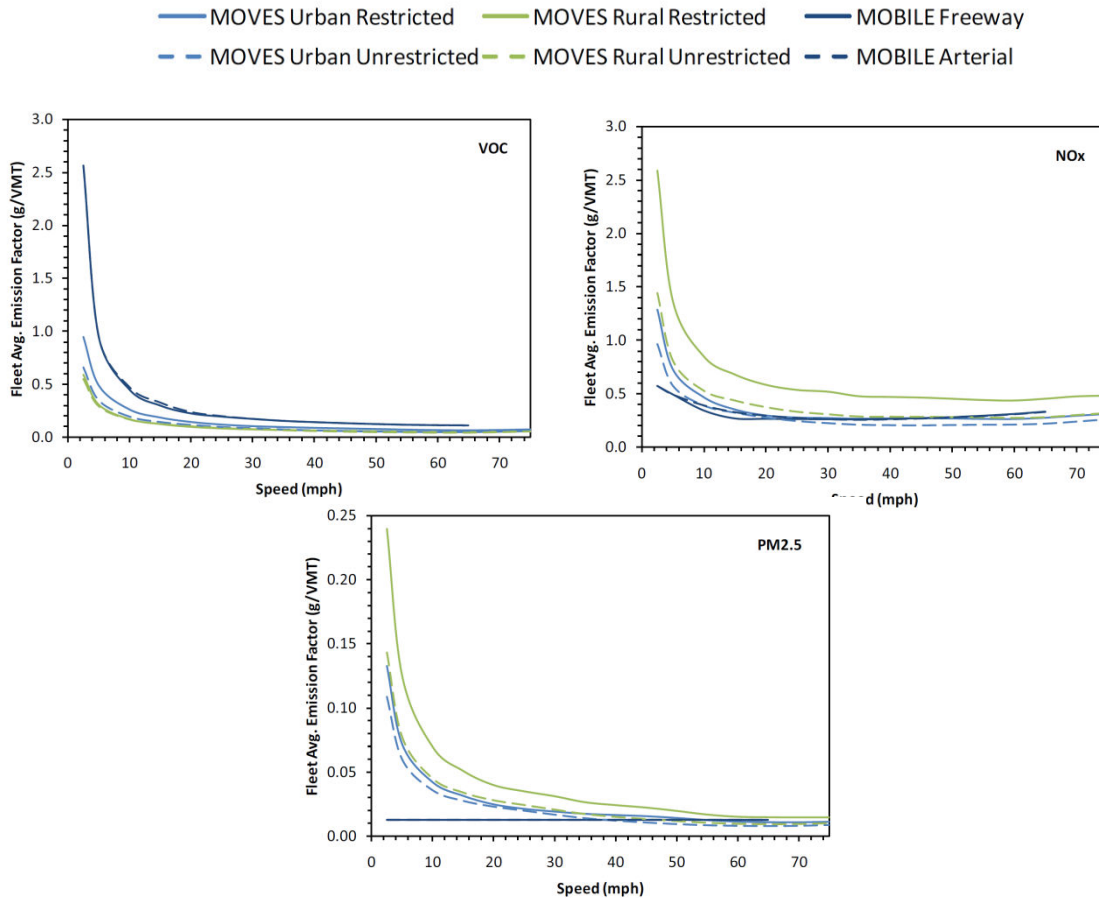 MOVES Urban Restricted MOVES Rural Restricted MOBILE Freeway
MOVES Urban Unrestricted MOVES Rural Unrestricted MOBILE Arterial
VOC
Fleet Avg. Emission Factor (g/VMT)
3.0
2.5
2.0
1.5
1.0
0.5
0.0
0 10 20 30 40 50 60 70
Speed (mph)
NOx
Fleet Avg. Emission Factor (g/VMT)
3.0
2.5
2.0
1.5
1.0
0.5
0.0
0 10 20 30 40 50 60 70
Speed (mph)
PM2.5
Fleet Avg. Emission Factor (g/VMT)
0.25
0.20
0.15
0.10
0.05
0.00
0 10 20 30 40 50 60 70
Speed (mph)